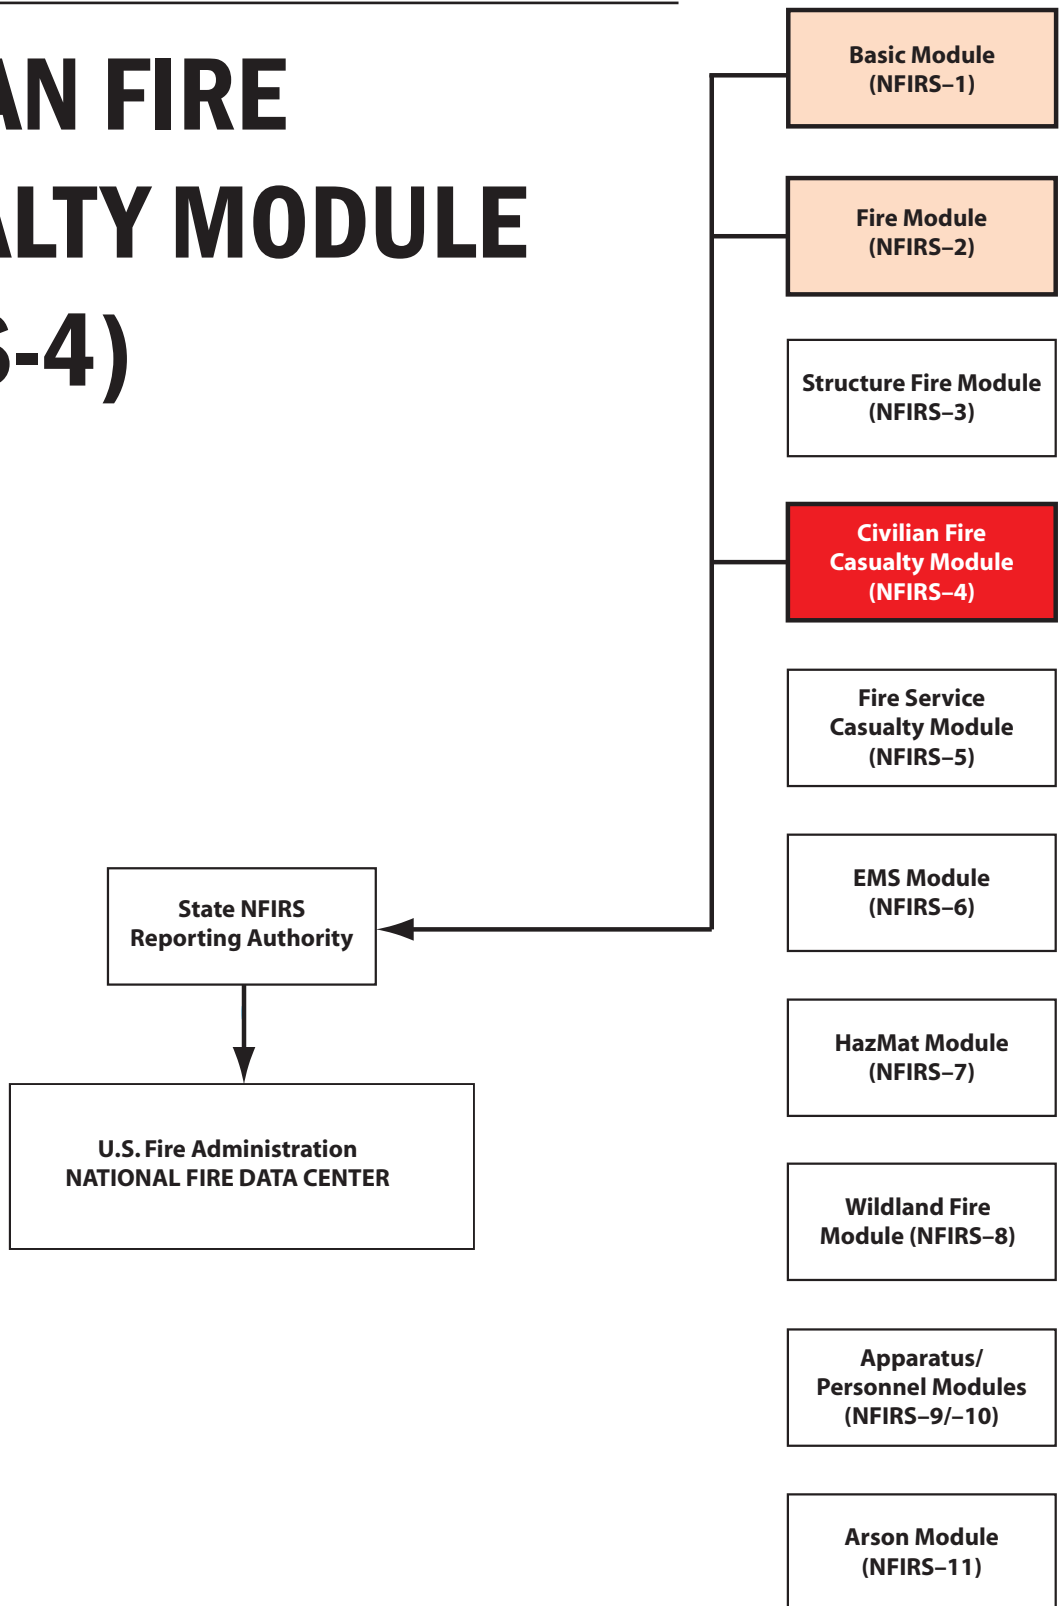 AN FIRE
ALTY MODULE
S-4)
Basic Module
(NFIRS–1)
Fire Module
(NFIRS–2)
Structure Fire Module
(NFIRS–3)
Civilian Fire
Casualty Module
(NFIRS–4)
Fire Service
Casualty Module
(NFIRS–5)
EMS Module
(NFIRS–6)
HazMat Module
(NFIRS–7)
Wildland Fire
Module (NFIRS–8)
Apparatus/
Personnel Modules
(NFIRS–9/–10)
Arson Module
(NFIRS–11)
State NFIRS
Reporting Authority
U.S. Fire Administration
NATIONAL FIRE DATA CENTER